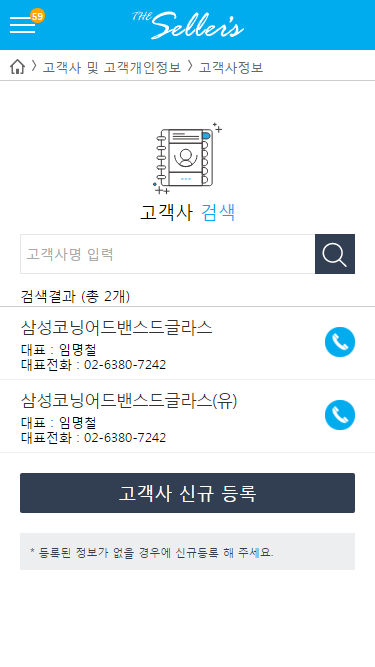 59
THE Seller's
고객사 및 고객개인정보 > 고객사정보
고객사 검색
고객사명 입력
검색결과 (총 2개)
삼성코닝어드밴스드글라스
대표 : 임명철
대표전화 : 02-6380-7242
삼성코닝어드밴스드글라스(유)
대표 : 임명철
대표전화 : 02-6380-7242
고객사 신규 등록
* 등록된 정보가 없을 경우에 신규등록 해 주세요.